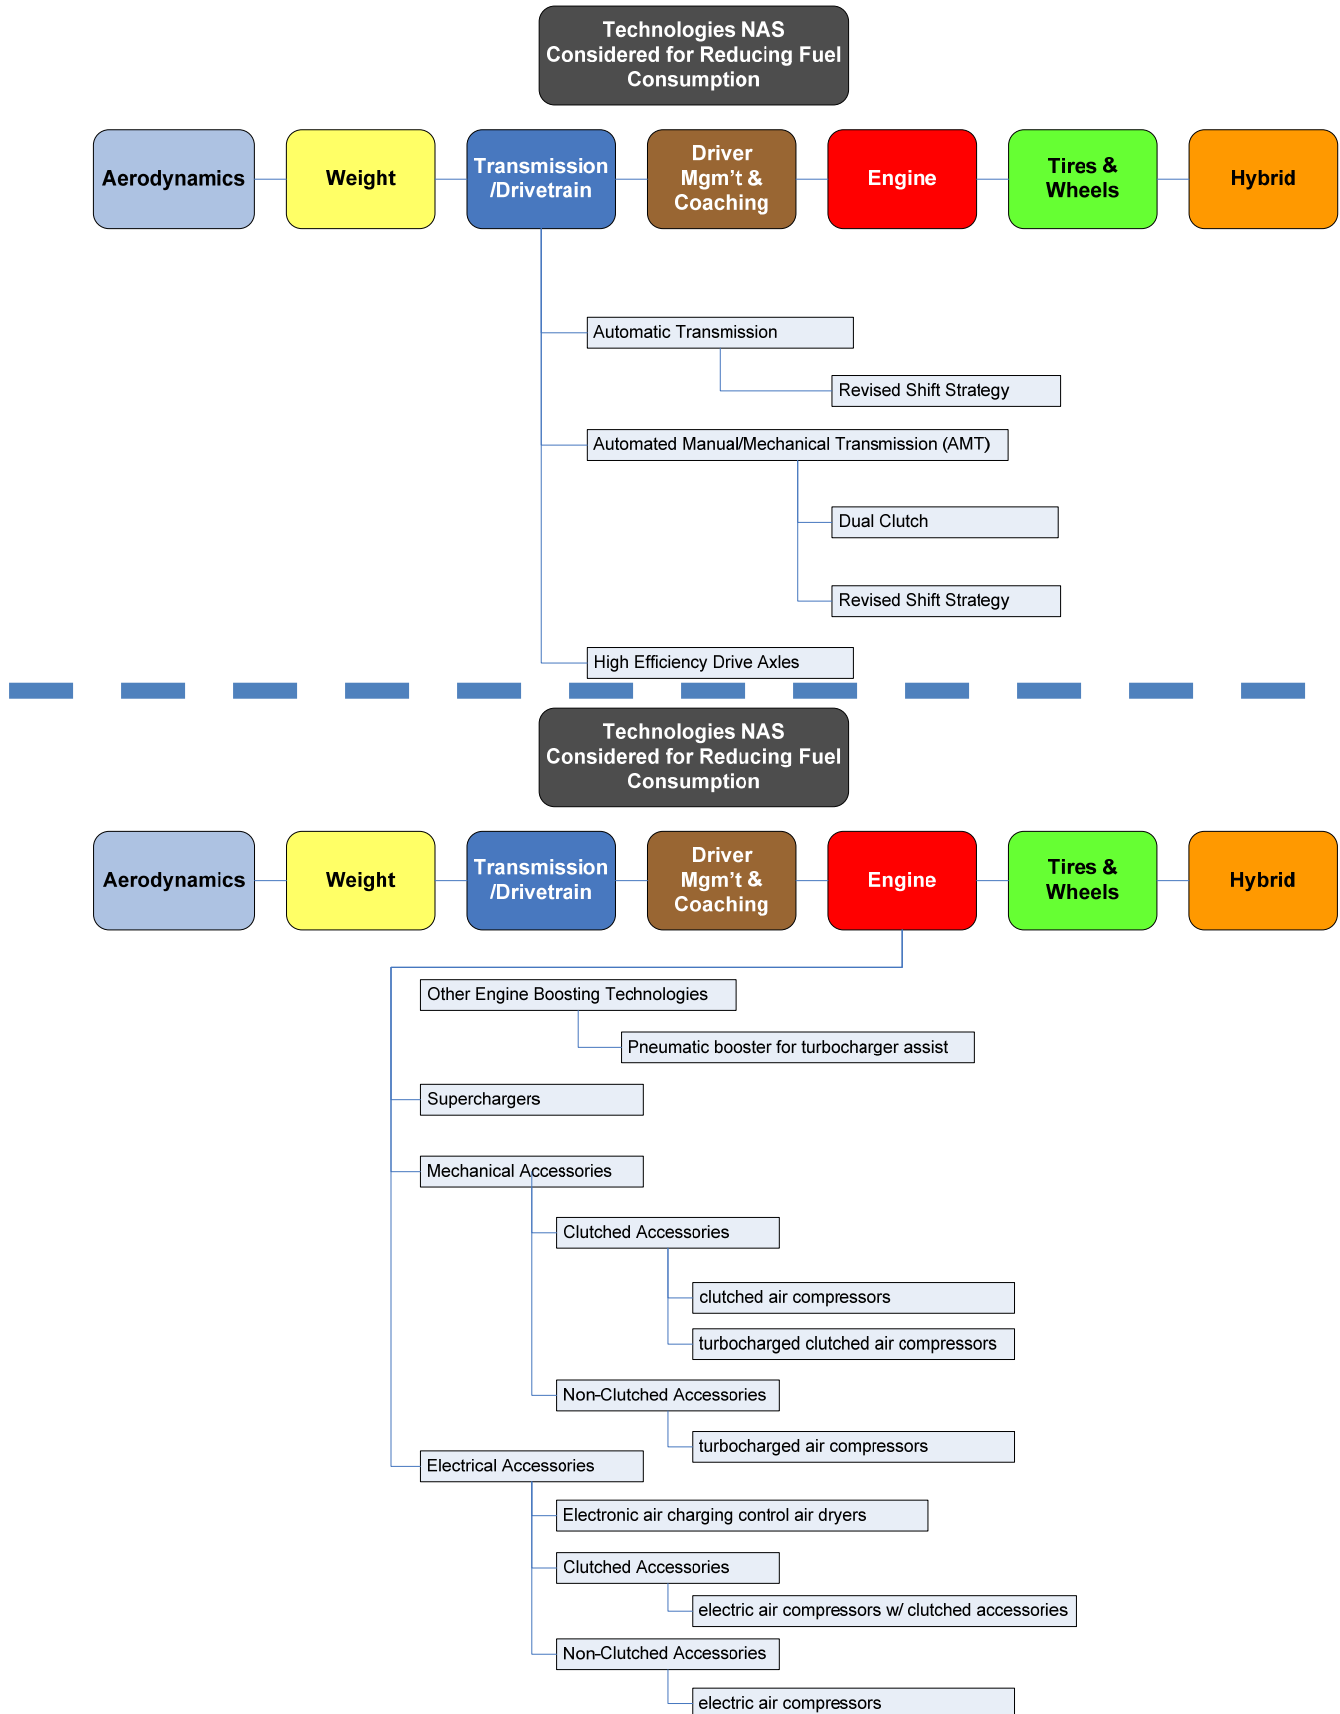 Technologies NAS
Considered for Reducing Fuel
Consumption
Aerodynamics
Weight
Transmission
/Drivetrain
Driver
Mgm't &
Coaching
Engine
Tires &
Wheels
Hybrid
Automatic Transmission
Revised Shift Strategy
Automated Manual/Mechanical Transmission (AMT)
Dual Clutch
Revised Shift Strategy
High Efficiency Drive Axles
Technologies NAS
Considered for Reducing Fuel
Consumption
Aerodynamics
Weight
Transmission
/Drivetrain
Driver
Mgm't &
Coaching
Engine
Tires &
Wheels
Hybrid
Other Engine Boosting Technologies
Pneumatic booster for turbocharger assist
Superchargers
Mechanical Accessories
Clutched Accessories
clutched air compressors
turbocharged clutched air compressors
Non-Clutched Accessories
turbocharged air compressors
Electrical Accessories
Electronic air charging control air dryers
Clutched Accessories
electric air compressors w/ clutched accessories
Non-Clutched Accessories
electric air compressors